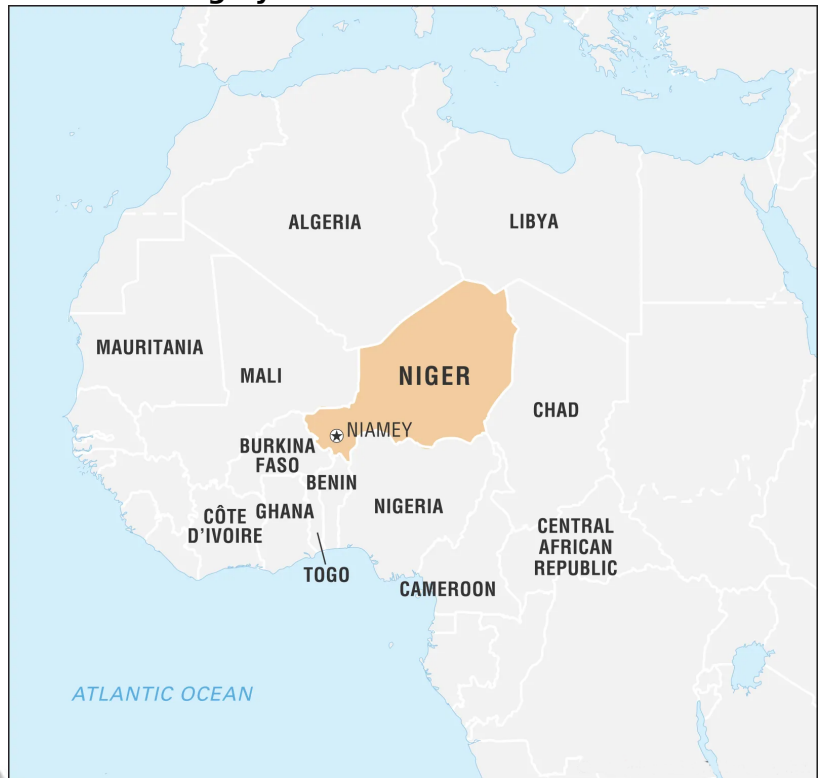 ALGERIA
LIBYA
MAURITANIA
MALI
NIGER
CHAD
NIAMEY
BURKINA
FASO
BENIN
NIGERIA
GHANA
CÔTE
D'IVOIRE
TOGO
CENTRAL
AFRICAN
REPUBLIC
CAMEROON
ATLANTIC OCEAN